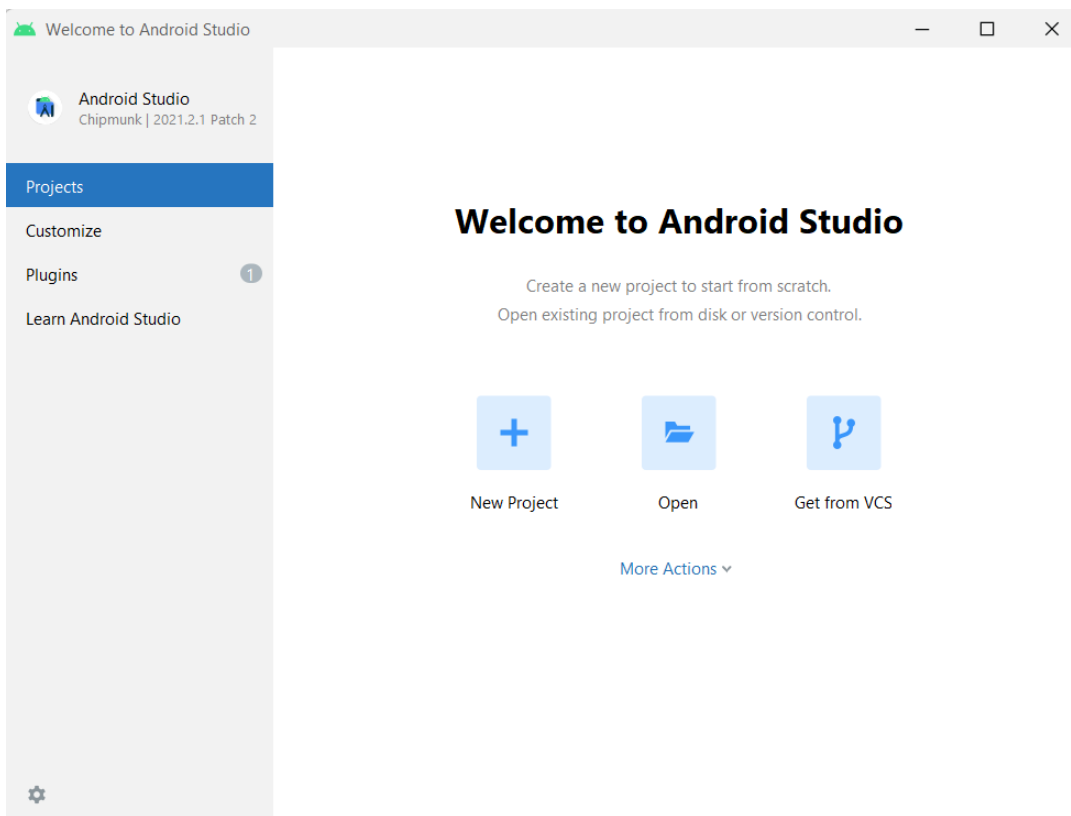 Welcome to Android Studio
Android Studio
Chipmunk | 2021.2.1 Patch 2
Projects
Customize
Plugins 1
Learn Android Studio
Welcome to Android Studio
Create a new project to start from scratch.
Open existing project from disk or version control.
New Project Open Get from VCS
More Actions